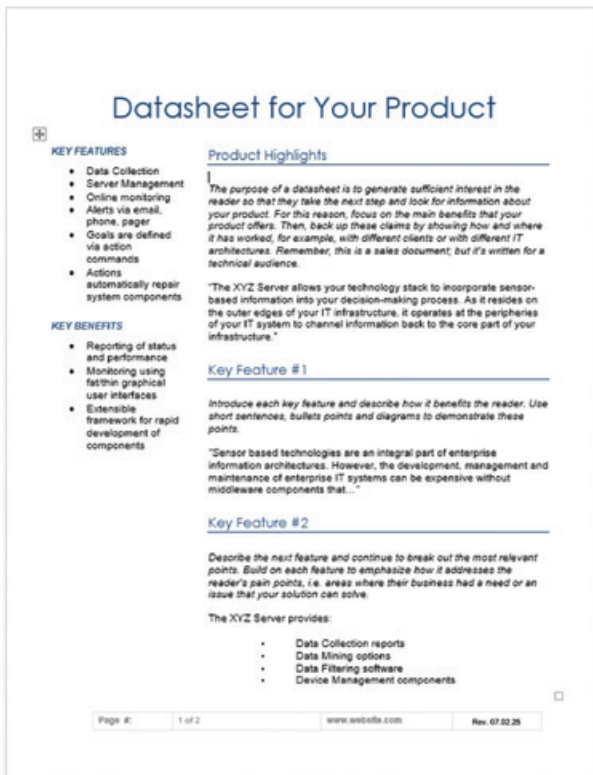 Datasheet for Your Product
KEY FEATURES
• Data Collection
• Server Management
• Online monitoring
• Alerts via email,
phone, pager
• Goals are defined
via action
commands
• Actions
automatically repair
system components
KEY BENEFITS
• Reporting of status
and performance
• Monitoring using
fat/thin graphical
user interfaces
• Extensible
framework for rapid
development of
components
Product Highlights
The purpose of a datasheet is to generate sufficient interest in the
reader so that they take the next step and look for information about
your product. For this reason, focus on the main benefits that your
product offers. Then, back up these claims by showing how and where
it has worked, for example, with different clients or with different IT
architectures. Remember, this is a sales document; but it's written for a
technical audience.
"The XYZ Server allows your technology stack to incorporate sensor-
based information into your decision-making process. As it resides on
the outer edges of your IT infrastructure, it operates at the peripheries
of your IT system to channel information back to the core part of your
infrastructure."
Key Feature #1
Introduce each key feature and describe how it benefits the reader. Use
short sentences, bullets points and diagrams to demonstrate these
points.
"Sensor based technologies are an integral part of enterprise
information architectures. However, the development, management and
maintenance of enterprise IT systems can be expensive without
middleware components that..."
Key Feature #2
Describe the next feature and continue to break out the most relevant
points. Build on each feature to emphasize how it addresses the
reader's pain points, i.e. areas where their business had a need or an
issue that your solution can solve.
The XYZ Server provides:
• Data Collection reports
• Data Mining options
• Data Filtering software
• Device Management components
Page #: 1 of 2 Rev. 07.02.25